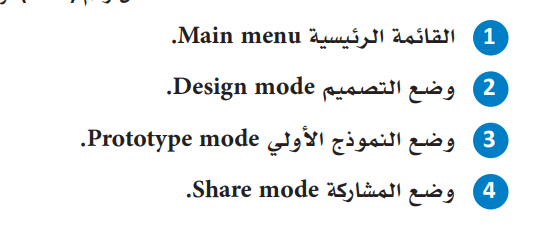 1 القائمة الرئيسية Main menu.
2 وضع التصميم Design mode.
3 وضع النموذج الأولي Prototype mode.
4 وضع المشاركة Share mode.